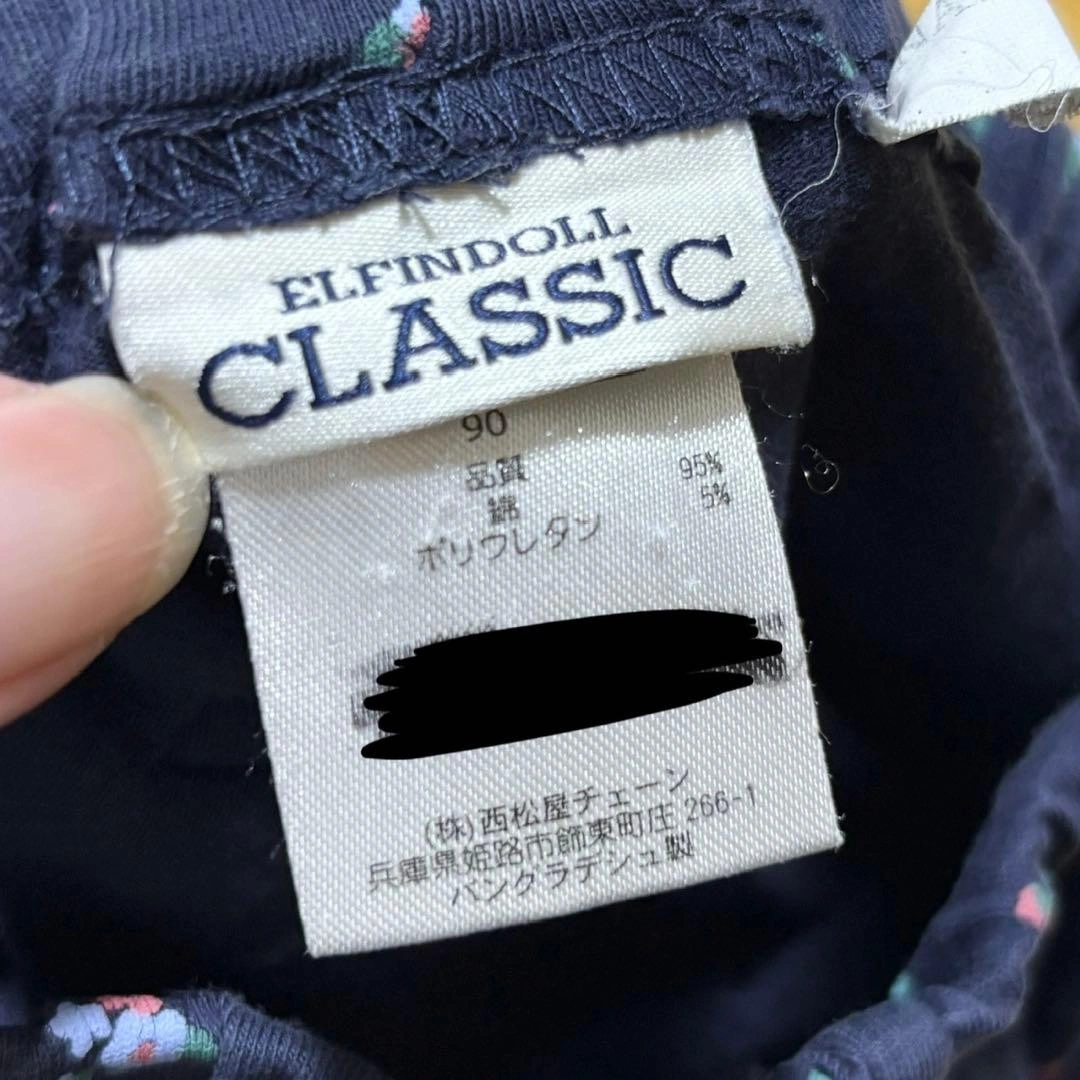 ELFINDOLL
CLASSIC
90
品質
綿 95%
ポリウレタン 5%
(株)西松屋チェーン
兵庫県姫路市飾東町庄 266-1
バングラデシュ製